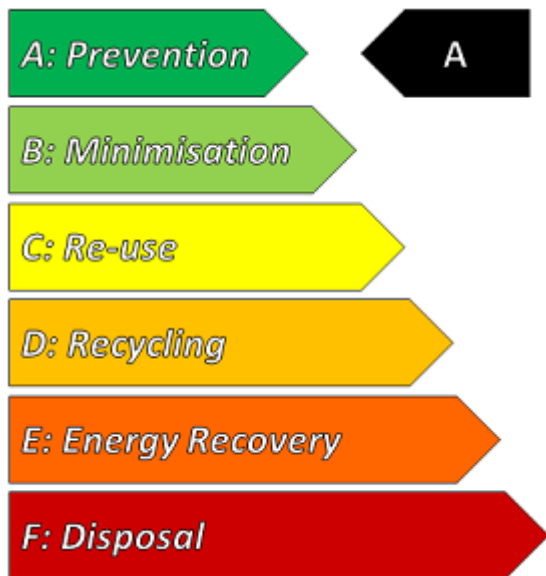 A: Prevention
A
B: Minimisation
C: Re-use
D: Recycling
E: Energy Recovery
F: Disposal